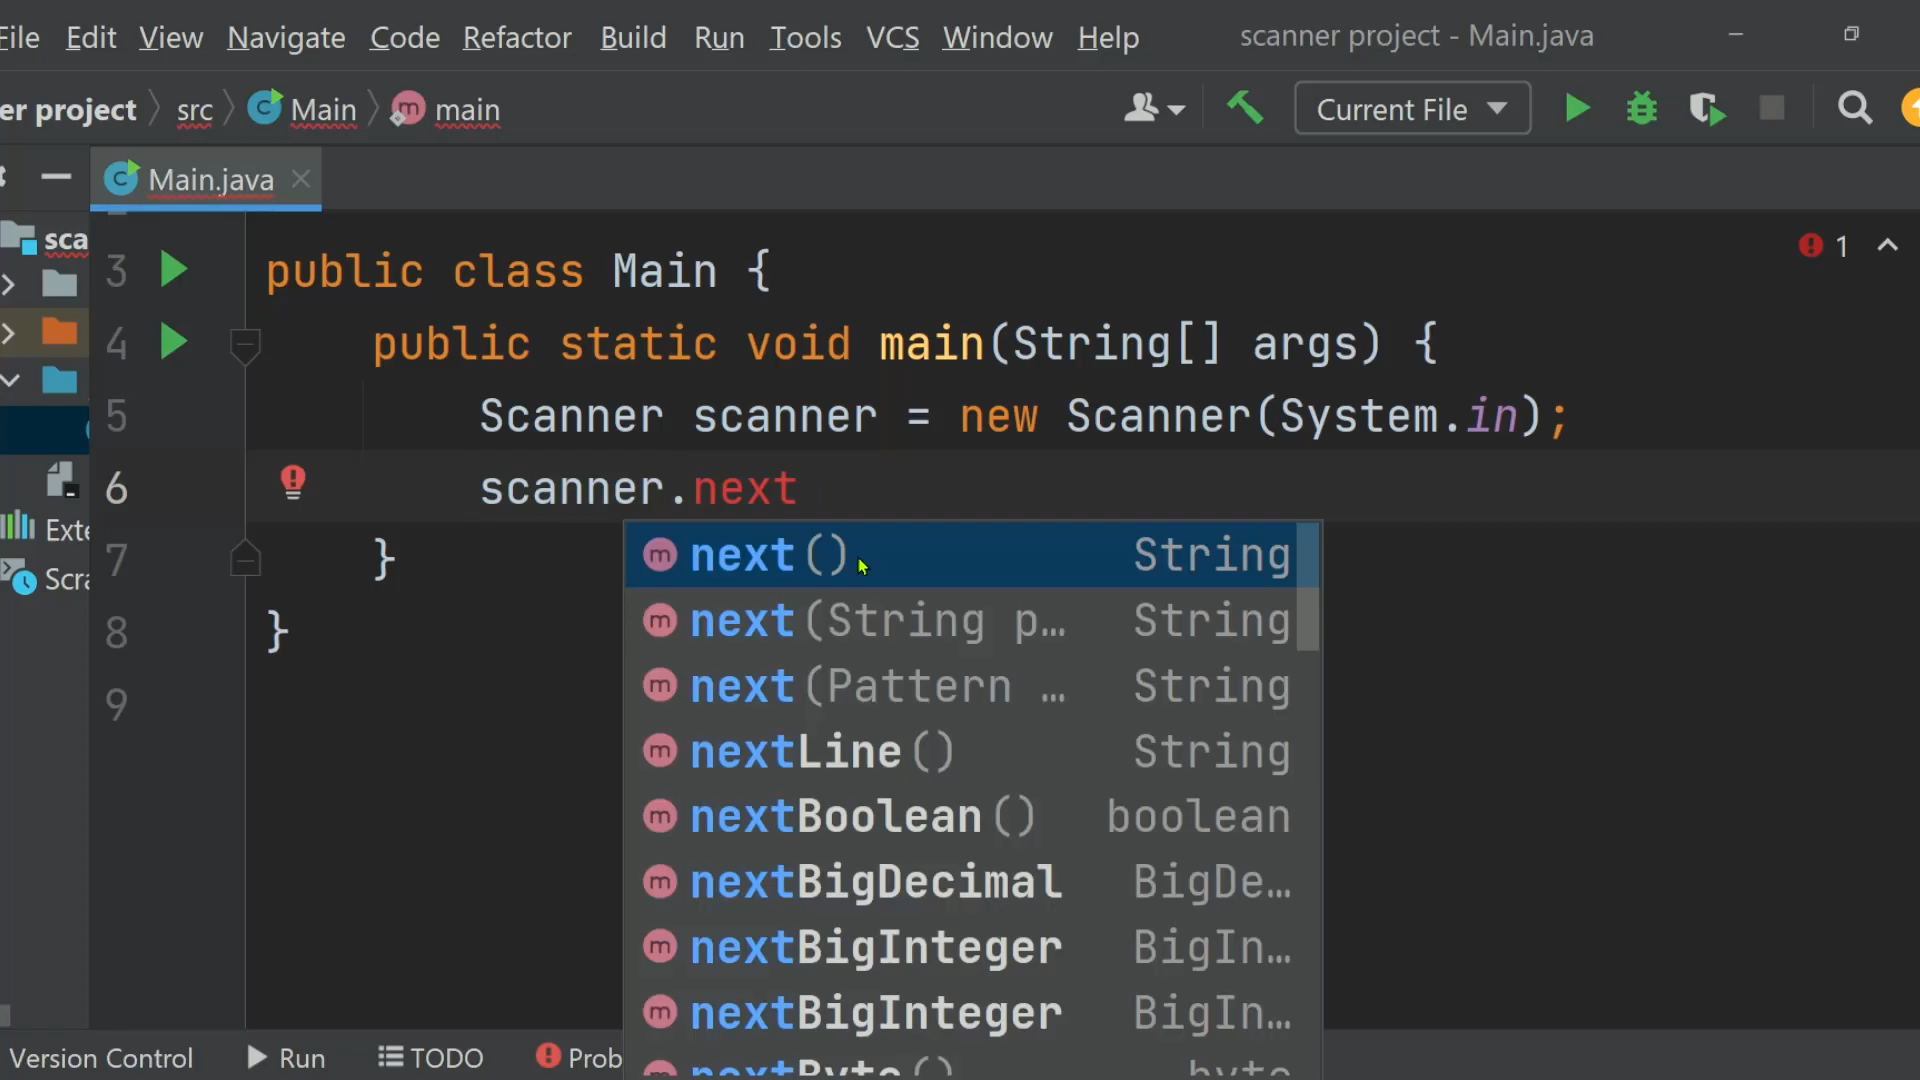 File Edit View Navigate Code Refactor Build Run Tools VCS Window Help scanner project - Main.java
er project src Main main Current File
Main.java
sca
3 public class Main {
1
4 public static void main(String[] args) {
5 Scanner scanner = new Scanner(System.in);
6 scanner.next
7 }
8 }
9
Exte
Scra
next() String
next(String p… String
next(Pattern … String
nextLine() String
nextBoolean() boolean
nextBigDecimal BigDe…
nextBigInteger BigIn…
nextBigInteger BigIn…
nextByte() byte
Version Control Run TODO Prob